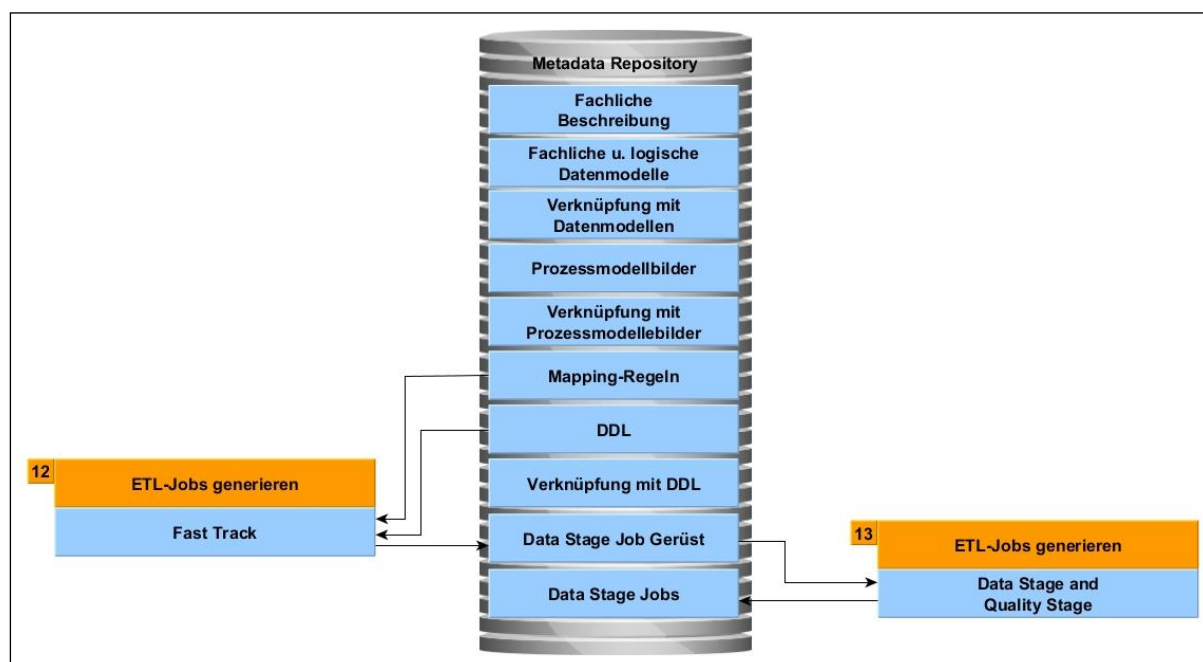 Metadata Repository
Fachliche
Beschreibung
Fachliche u. logische
Datenmodelle
Verknüpfung mit
Datenmodellen
Prozessmodellbilder
Verknüpfung mit
Prozessmodellebilder
Mapping-Regeln
DDL
Verknüpfung mit DDL
Data Stage Job Gerüst
Data Stage Jobs
12
ETL-Jobs generieren
Fast Track
13
ETL-Jobs generieren
Data Stage and
Quality Stage